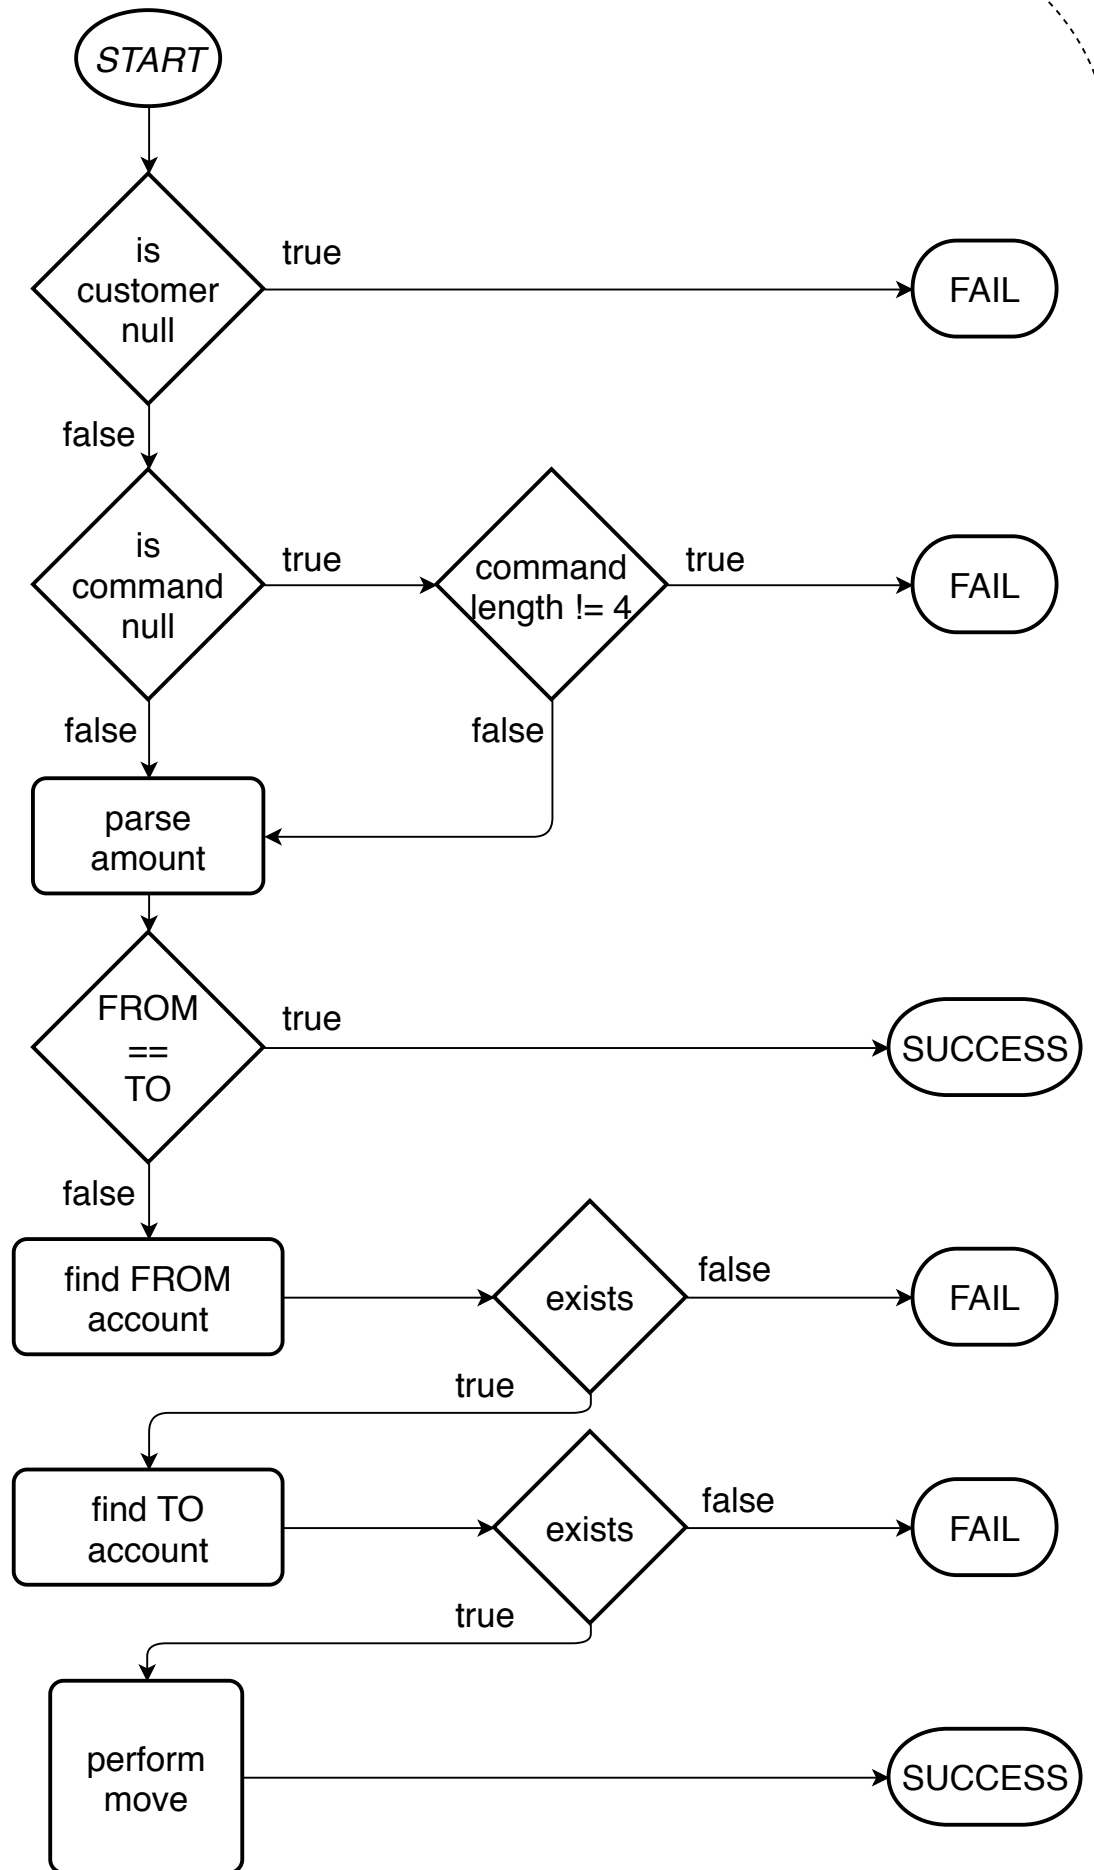 START
is
customer
null
true
FAIL
false
is
command
null
true
command
length != 4
true
FAIL
false
false
parse
amount
FROM
==
TO
true
SUCCESS
false
find FROM
account
exists
false
FAIL
true
find TO
account
exists
false
FAIL
true
perform
move
SUCCESS